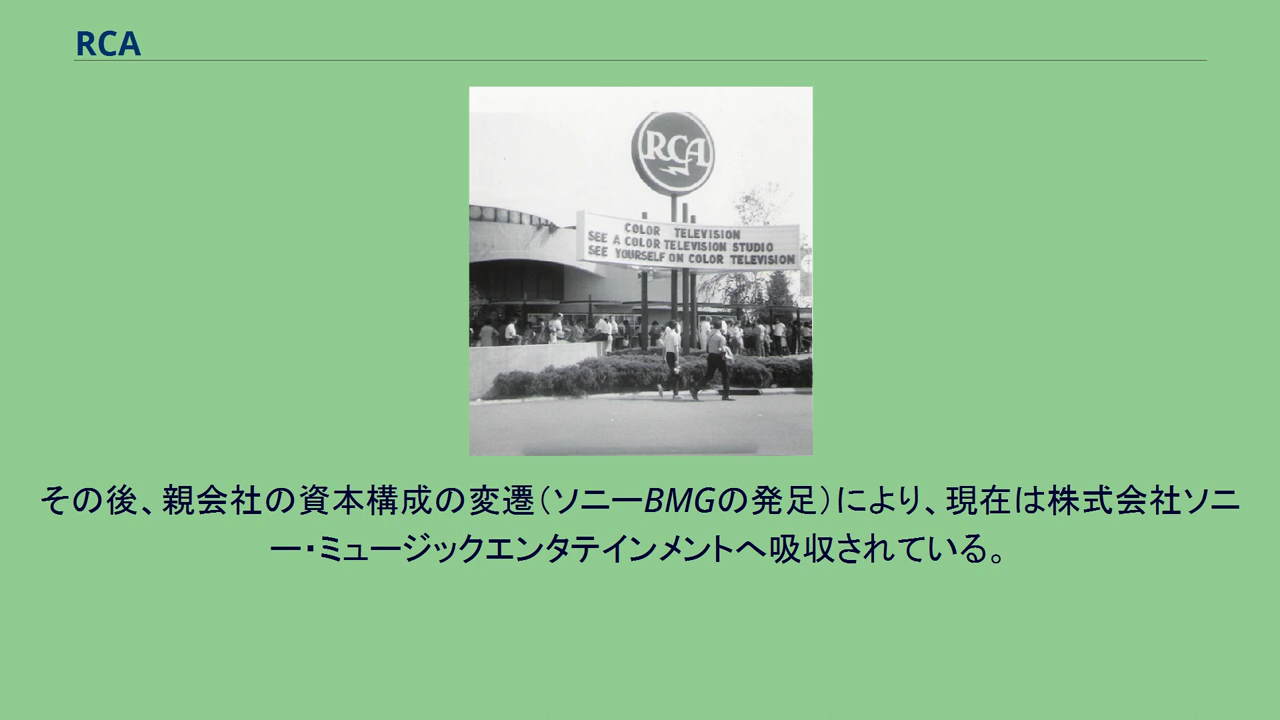 RCA
RCA
COLOR TELEVISION
SEE A COLOR TELEVISION STUDIO
SEE YOURSELF ON COLOR TELEVISION
その後、親会社の資本構成の変遷（ソニーBMGの発足）により、現在は株式会社ソニ
ー・ミュージックエンタテインメントへ吸収されている。